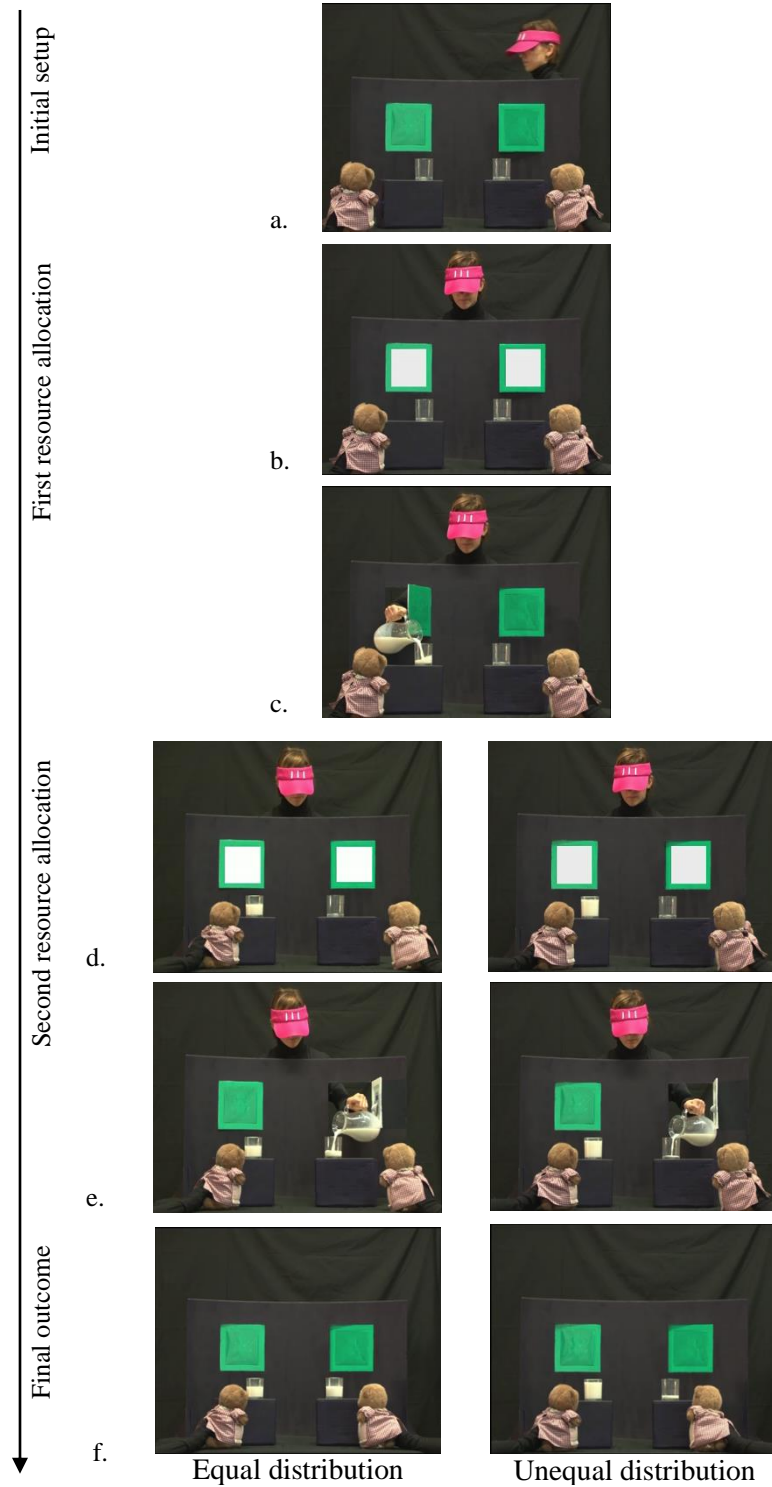 Initial setup
a.
First resource allocation
b.
c.
Second resource allocation
d.
e.
Final outcome
f.
Equal distribution
Unequal distribution